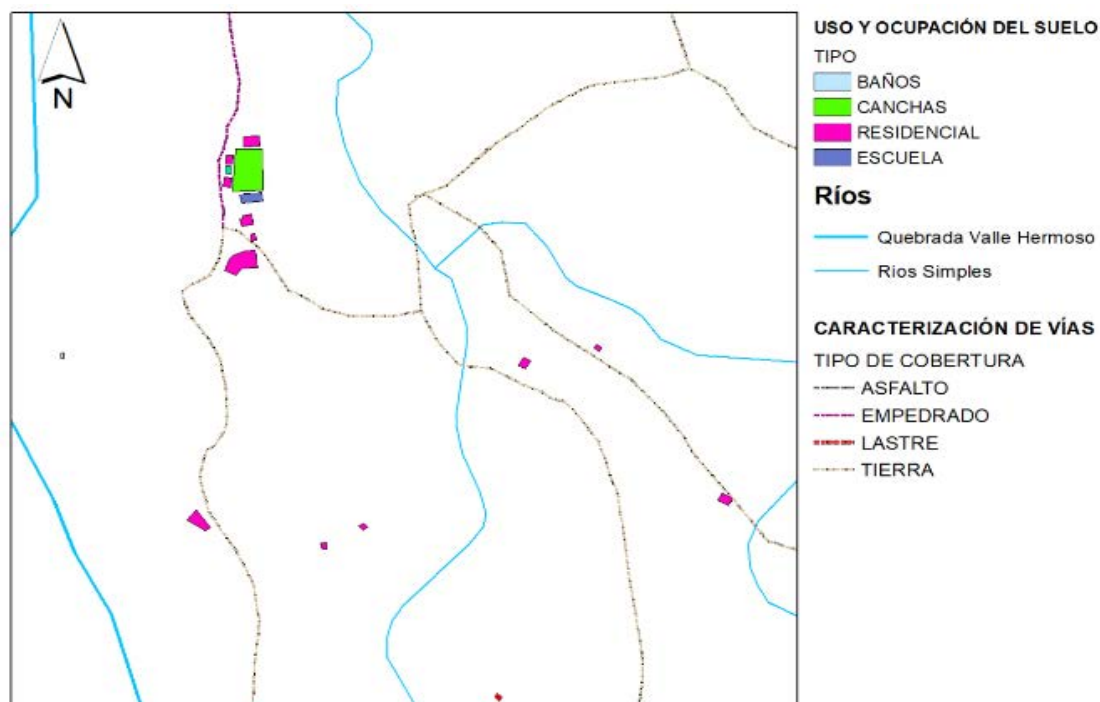 N
USO Y OCUPACIÓN DEL SUELO
TIPO
BAÑOS
CANCHAS
RESIDENCIAL
ESCUELA
Ríos
Quebrada Valle Hermoso
Rios Simples
CARACTERIZACIÓN DE VÍAS
TIPO DE COBERTURA
ASFALTO
EMPEDRADO
LASTRE
TIERRA